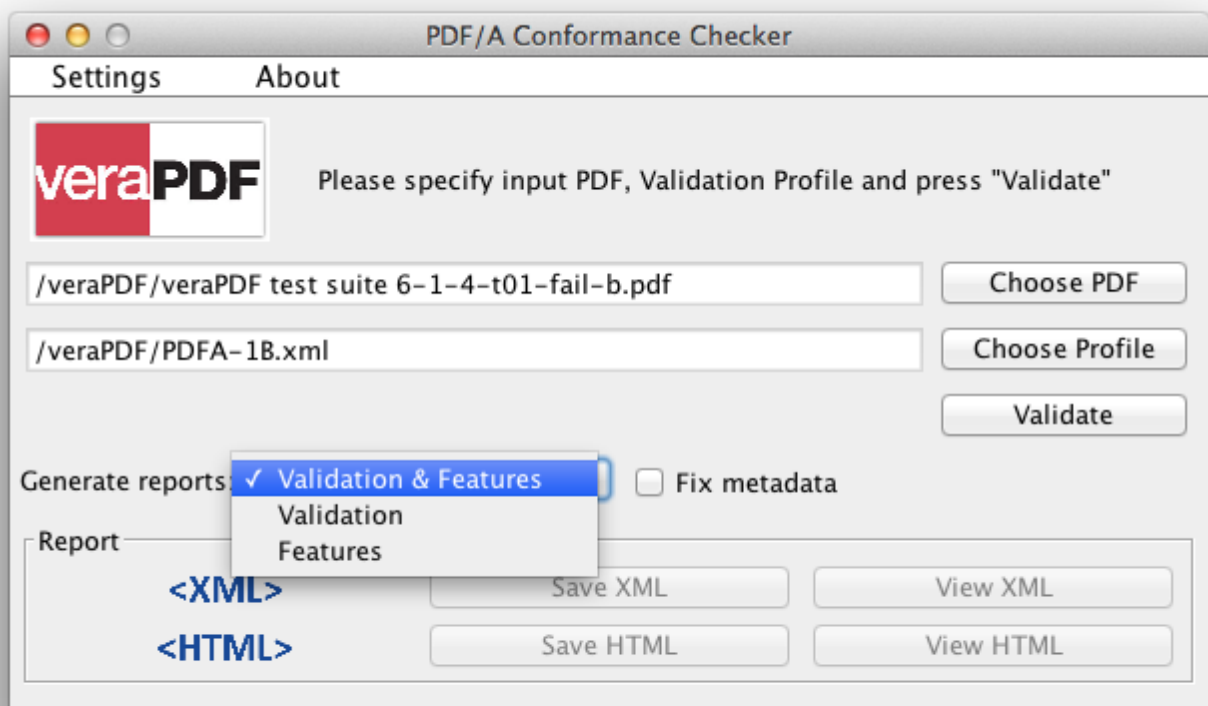 PDF/A Conformance Checker
Settings About
veraPDF
Please specify input PDF, Validation Profile and press "Validate"
/veraPDF/veraPDF test suite 6-1-4-t01-fail-b.pdf Choose PDF
/veraPDF/PDFA-1B.xml Choose Profile
Validate
Generate reports: ✓ Validation & Features Fix metadata
Validation
Features
Report
<XML> Save XML View XML
<HTML> Save HTML View HTML